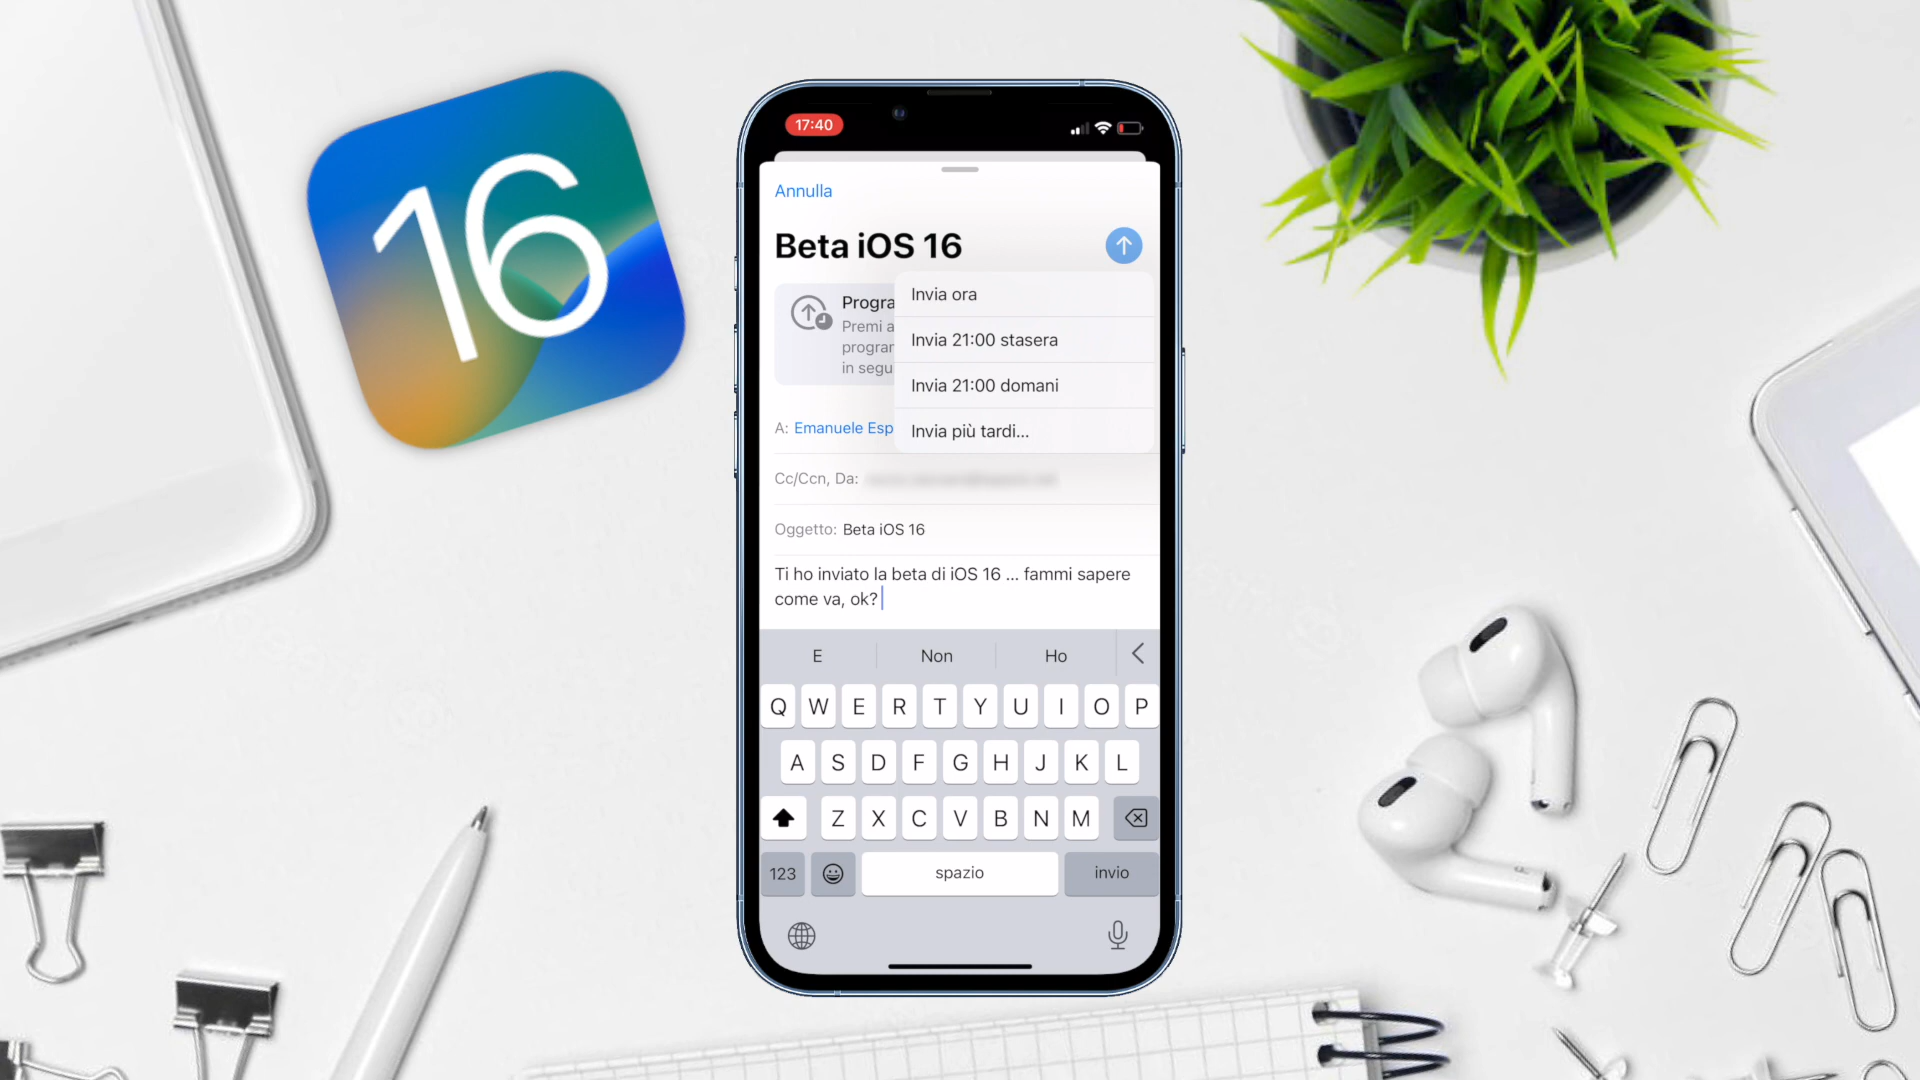 16
17:40
Annulla
Beta iOS 16
Invia ora
Invia 21:00 stasera
Invia 21:00 domani
Invia più tardi...
Progra
Premi a
program
in segu
A: Emanuele Esp
Cc/Ccn, Da:
Oggetto: Beta iOS 16
Ti ho inviato la beta di iOS 16 ... fammi sapere
come va, ok?
E Non Ho
Q W E R T Y U I O P
A S D F G H J K L
Z X C V B N M
123 spazio invio